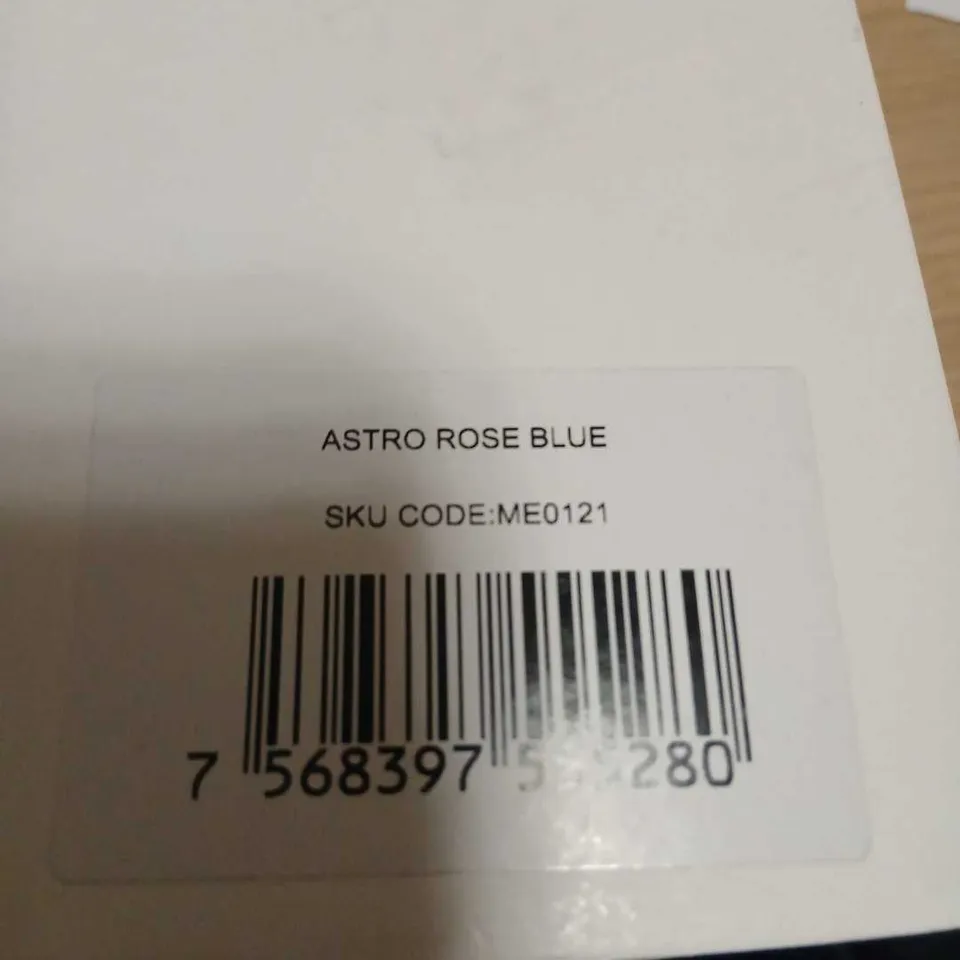 ASTRO ROSE BLUE
SKU CODE:ME0121
7 568397